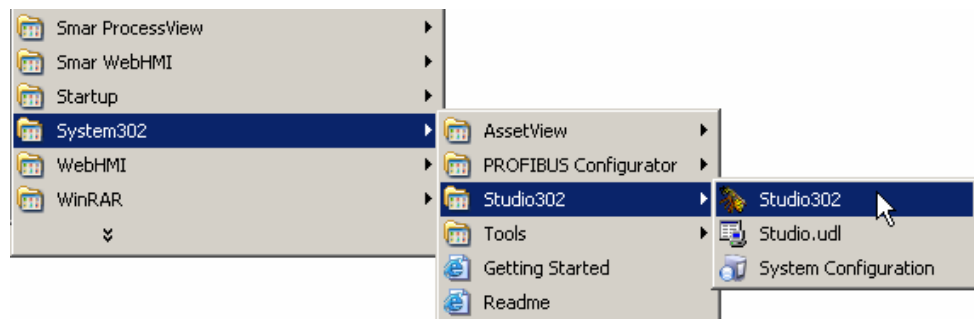 Smar ProcessView
Smar WebHMI
Startup
System302
WebHMI
WinRAR
AssetView
PROFIBUS Configurator
Studio302
Tools
Getting Started
Readme
Studio302
Studio.udl
System Configuration